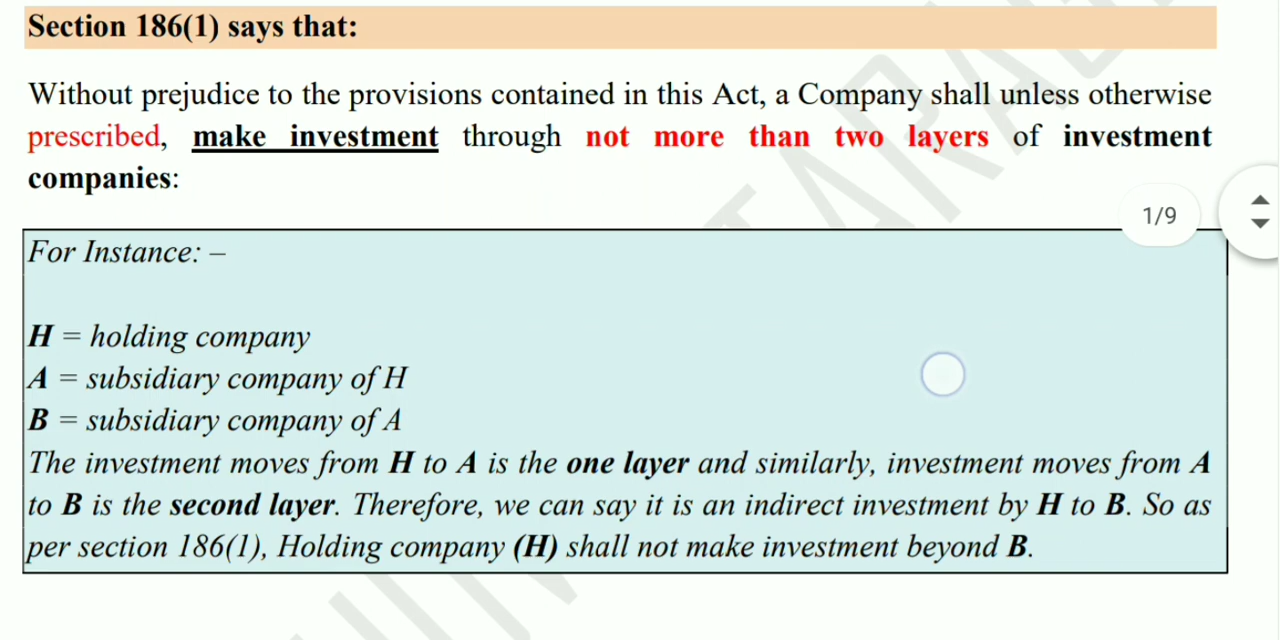 Section 186(1) says that:
Without prejudice to the provisions contained in this Act, a Company shall unless otherwise
prescribed, make investment through not more than two layers of investment
companies:
1/9
For Instance: –
H = holding company
A = subsidiary company of H
B = subsidiary company of A
The investment moves from H to A is the one layer and similarly, investment moves from A
to B is the second layer. Therefore, we can say it is an indirect investment by H to B. So as
per section 186(1), Holding company (H) shall not make investment beyond B.